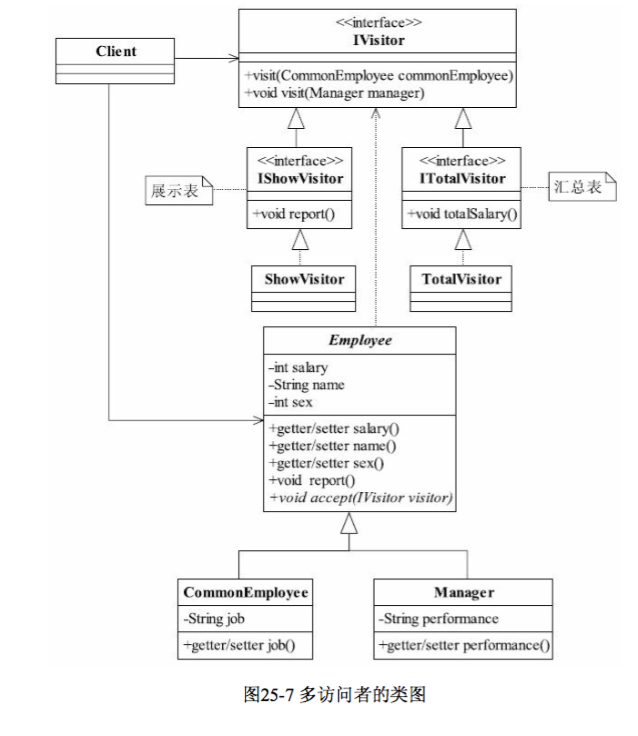 <<interface>>
IVisitor
Client
+visit(CommonEmployee commonEmployee)
+void visit(Manager manager)
<<interface>>
IShowVisitor
+void report()
展示表
<<interface>>
ITotalVisitor
+void totalSalary()
汇总表
ShowVisitor
TotalVisitor
Employee
-int salary
-String name
-int sex
+getter/setter salary()
+getter/setter name()
+getter/setter sex()
+void report()
+void accept(IVisitor visitor)
CommonEmployee
-String job
+getter/setter job()
Manager
-String performance
+getter/setter performance()
图25-7 多访问者的类图